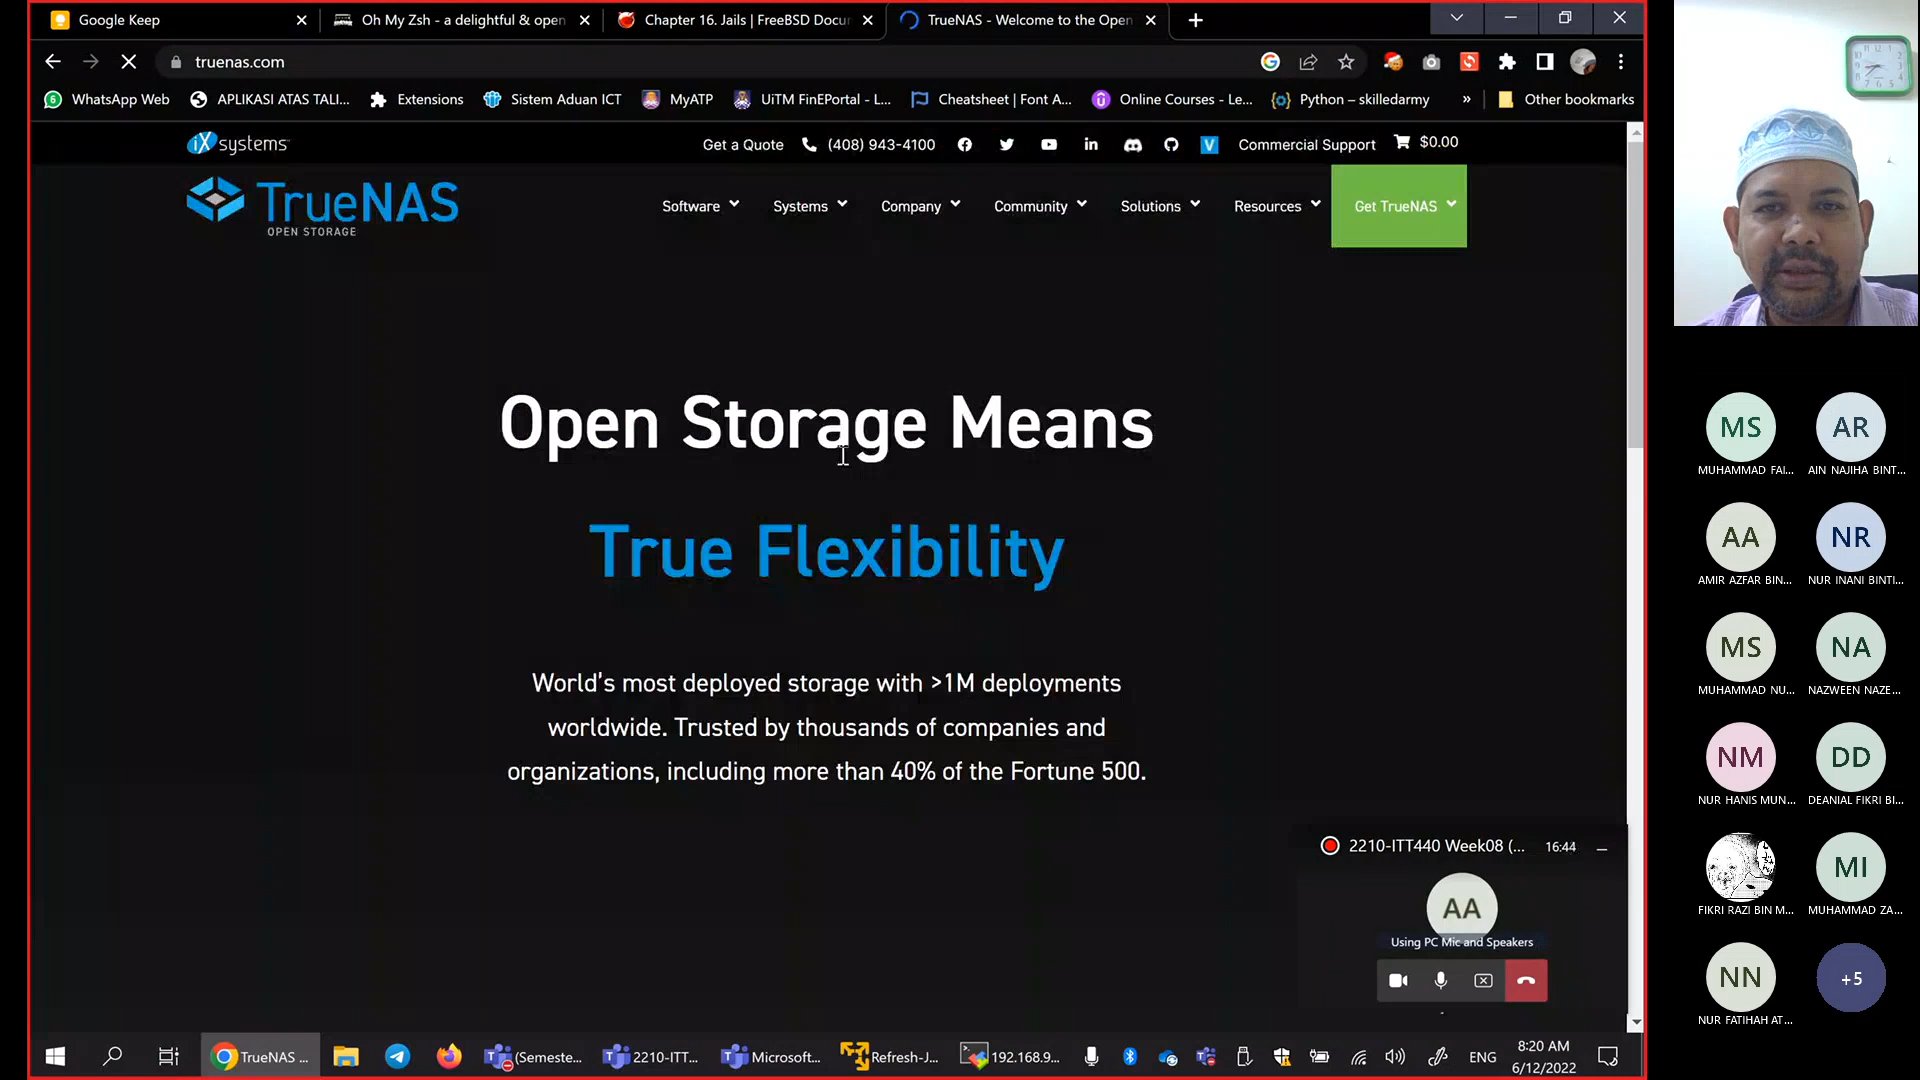 Google Keep
Oh My Zsh - a delightful & open
Chapter 16. Jails | FreeBSD Docu
TrueNAS - Welcome to the Open
truenas.com
WhatsApp Web
APLIKASI ATAS TALI...
Extensions
Sistem Aduan ICT
MyATP
UiTM FinEPortal - L...
Cheatsheet | Font A...
Online Courses - Le...
Python – skilledarmy
»
Other bookmarks
iXsystems
Get a Quote
(408) 943-4100
Commercial Support
$0.00
TrueNAS
OPEN STORAGE
Software
Systems
Company
Community
Solutions
Resources
Get TrueNAS
Open Storage Means
True Flexibility
World's most deployed storage with >1M deployments
worldwide. Trusted by thousands of companies and
organizations, including more than 40% of the Fortune 500.
2210-ITT440 Week08 (...
16:44
AA
Using PC Mic and Speakers
TrueNAS ...
(Semeste...
2210-ITT...
Microsoft...
Refresh-J...
192.168.9...
ENG
8:20 AM
6/12/2022
MS
MUHAMMAD FAI...
AR
AIN NAJIHA BINT...
AA
AMIR AZFAR BIN...
NR
NUR INANI BINTI...
MS
MUHAMMAD NU...
NA
NAZWEEN NAZE...
NM
NUR HANIS MUN...
DD
DEANIAL FIKRI BI...
FIKRI RAZI BIN M...
MI
MUHAMMAD ZA...
NN
NUR FATIHAH AT...
+5